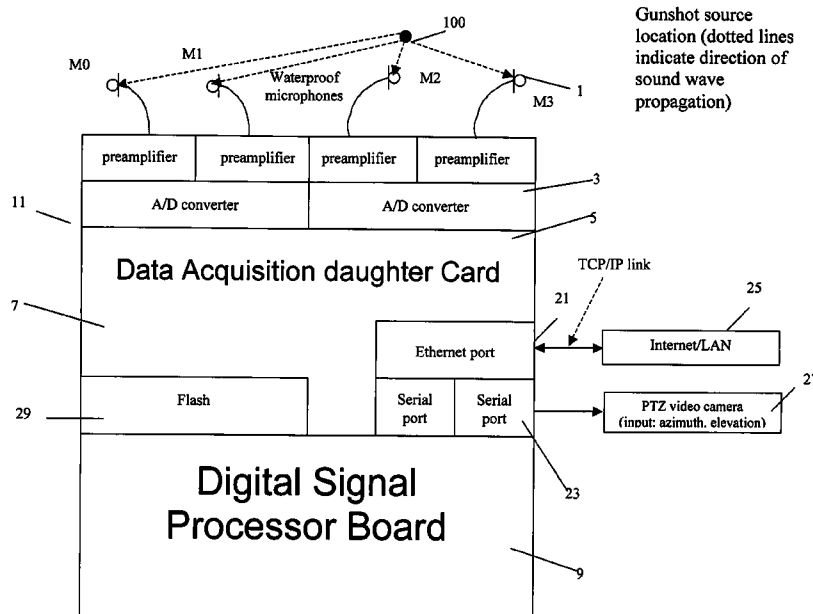 100
Gunshot source
location (dotted lines
indicate direction of
sound wave
propagation)
M0
M1
Waterproof
microphones
M2
M3
1
preamplifier
preamplifier
preamplifier
preamplifier
3
A/D converter
A/D converter
11
5
Data Acquisition daughter Card
TCP/IP link
7
21
25
Ethernet port
Internet/LAN
29
Flash
Serial
port
Serial
port
27
PTZ video camera
(input: azimuth, elevation)
23
Digital Signal
Processor Board
9